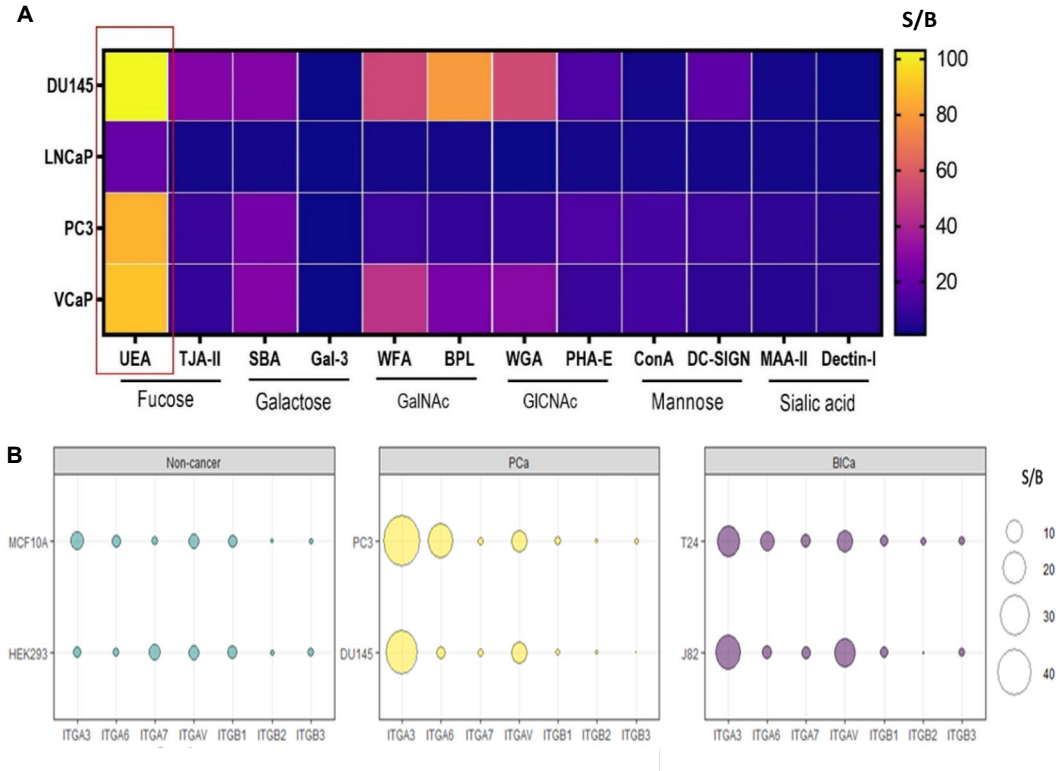 A
S/B
DU145
LNCaP
PC3
VCaP
100
80
60
40
20
UEA TJA-II SBA Gal-3 WFA BPL WGA PHA-E ConA DC-SIGN MAA-II Dectin-I
Fucose Galactose GalNAc GlCNAc Mannose Sialic acid
B
Non-cancer PCa BlCa
S/B
MCF10A PC3 T24
HEK293 DU145 J82
10
20
30
40
ITGA3 ITGA6 ITGA7 ITGAV ITGB1 ITGB2 ITGB3 ITGA3 ITGA6 ITGA7 ITGAV ITGB1 ITGB2 ITGB3 ITGA3 ITGA6 ITGA7 ITGAV ITGB1 ITGB2 ITGB3